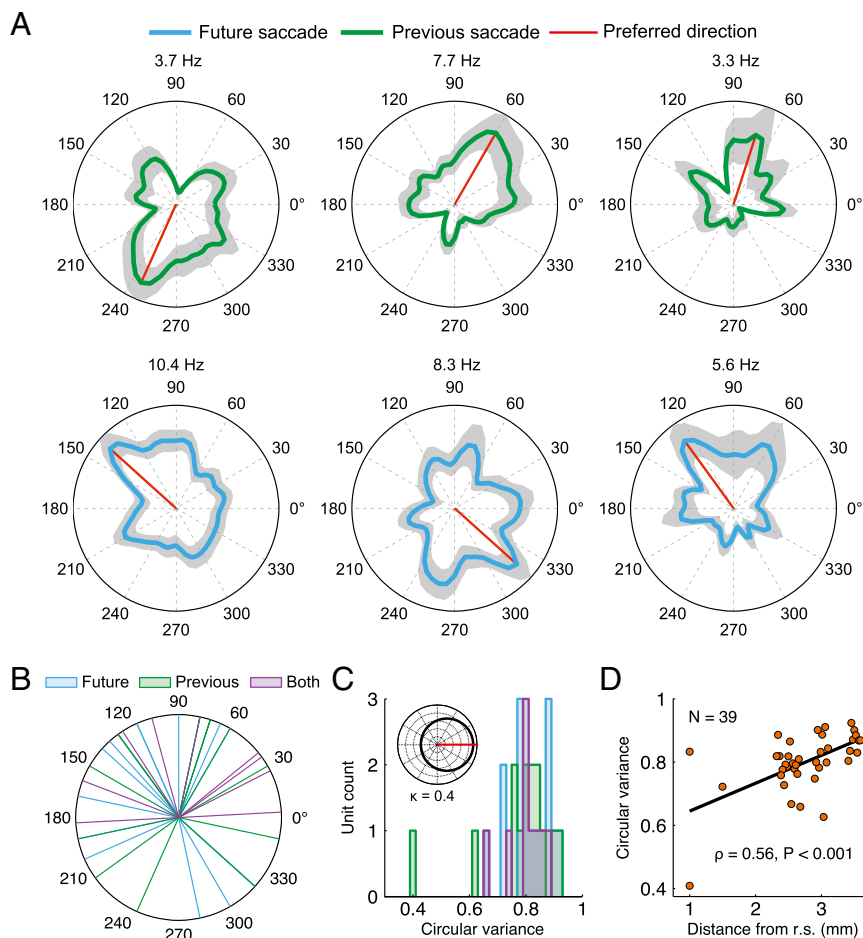 A
Future saccade Previous saccade Preferred direction
3.7 Hz 7.7 Hz 3.3 Hz
90 90 90
120 60 120 60 120 60
150 30 150 30 150 30
180 0° 180 0° 180 0°
210 330 210 330 210 330
240 300 240 300 240 300
270 270 270
10.4 Hz 8.3 Hz 5.6 Hz
90 90 90
120 60 120 60 120 60
150 30 150 30 150 30
180 0° 180 0° 180 0°
210 330 210 330 210 330
240 300 240 300 240 300
270 270 270
B
Future Previous Both
90
120 60
150 30
180 0°
210 330
240 300
270
C
3
2
1
0
Unit count
κ = 0.4
0.4 0.6 0.8 1
Circular variance
D
1
0.8
0.6
0.4
Circular variance
N = 39
ρ = 0.56, P < 0.001
1 2 3
Distance from r.s. (mm)